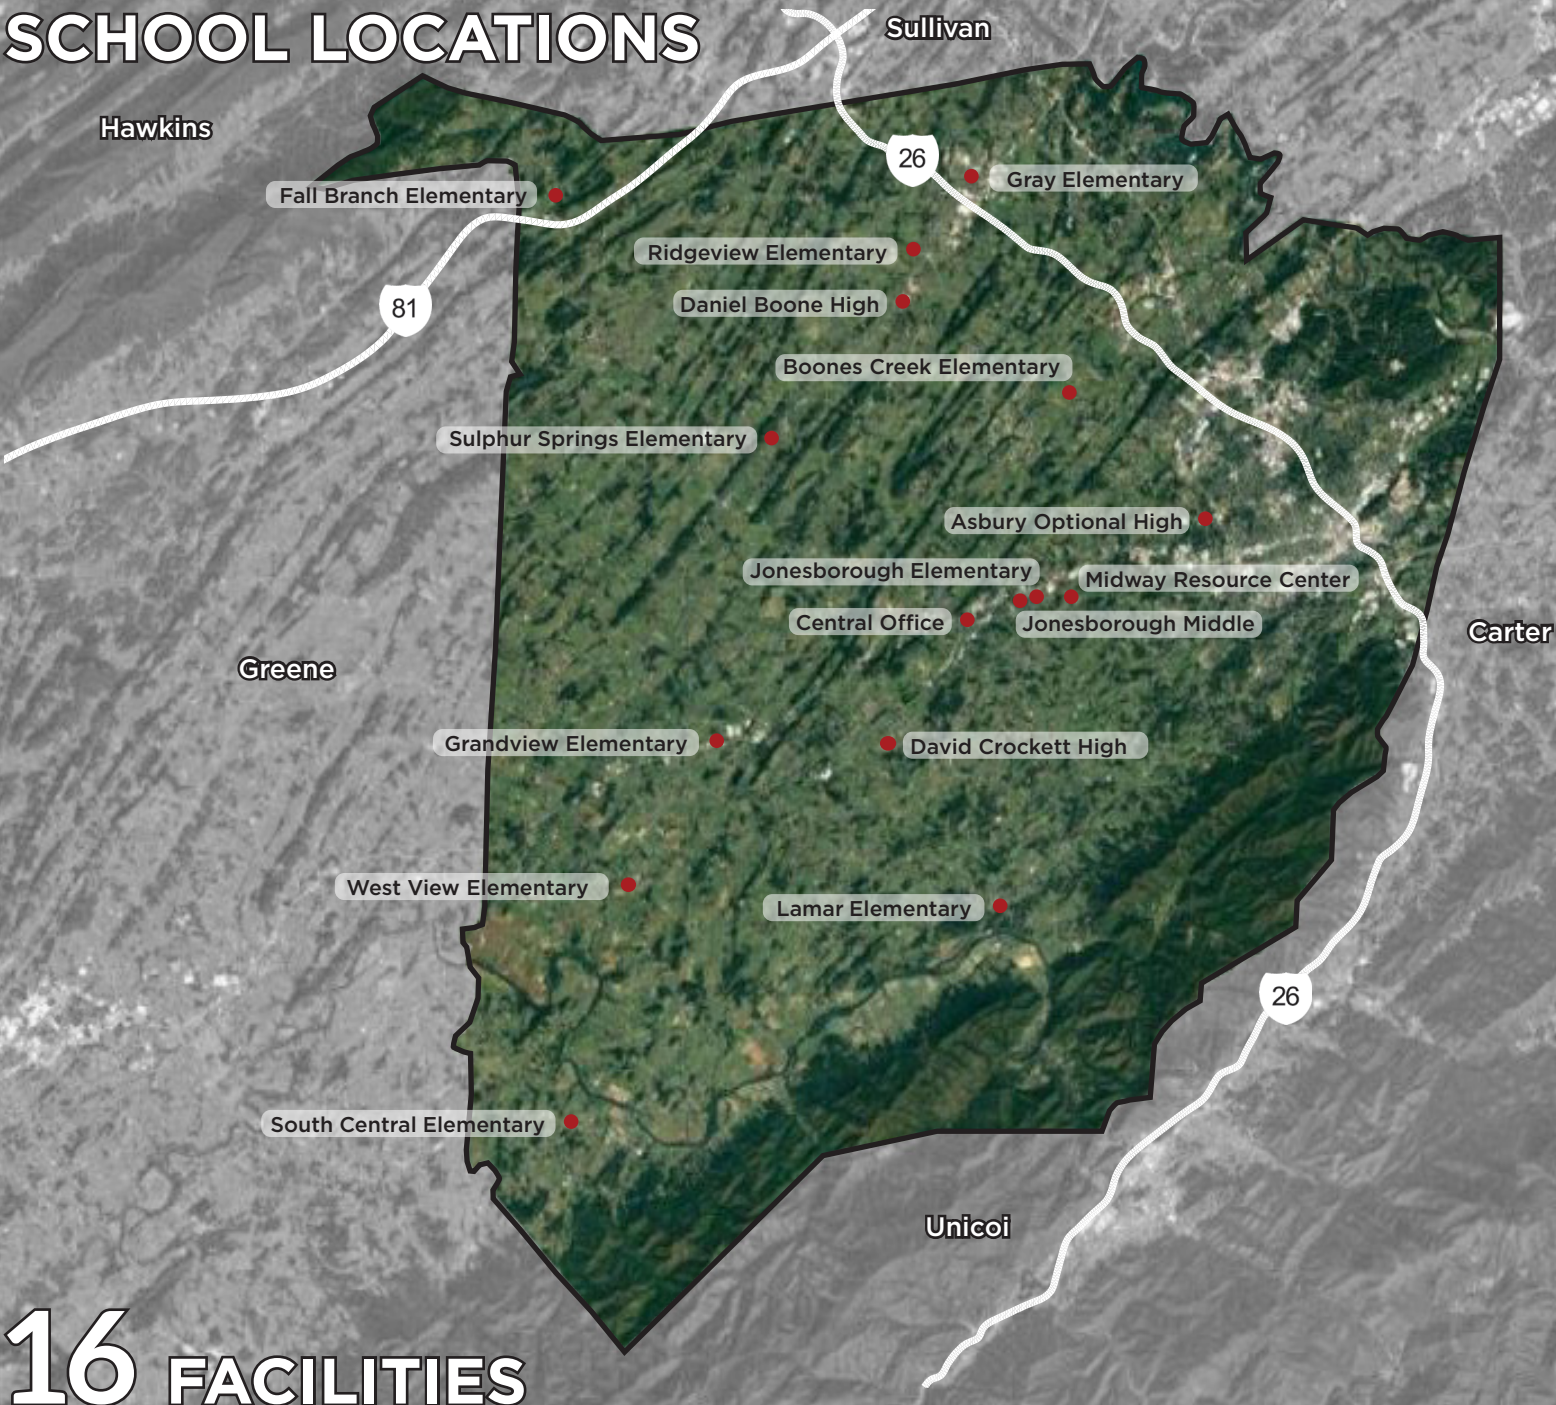 SCHOOL LOCATIONS
Sullivan
Hawkins
26
Gray Elementary
Fall Branch Elementary
Ridgeview Elementary
81
Daniel Boone High
Boones Creek Elementary
Sulphur Springs Elementary
Asbury Optional High
Jonesborough Elementary
Midway Resource Center
Central Office
Jonesborough Middle
Carter
Greene
Grandview Elementary
David Crockett High
West View Elementary
Lamar Elementary
26
South Central Elementary
Unicoi
16 FACILITIES